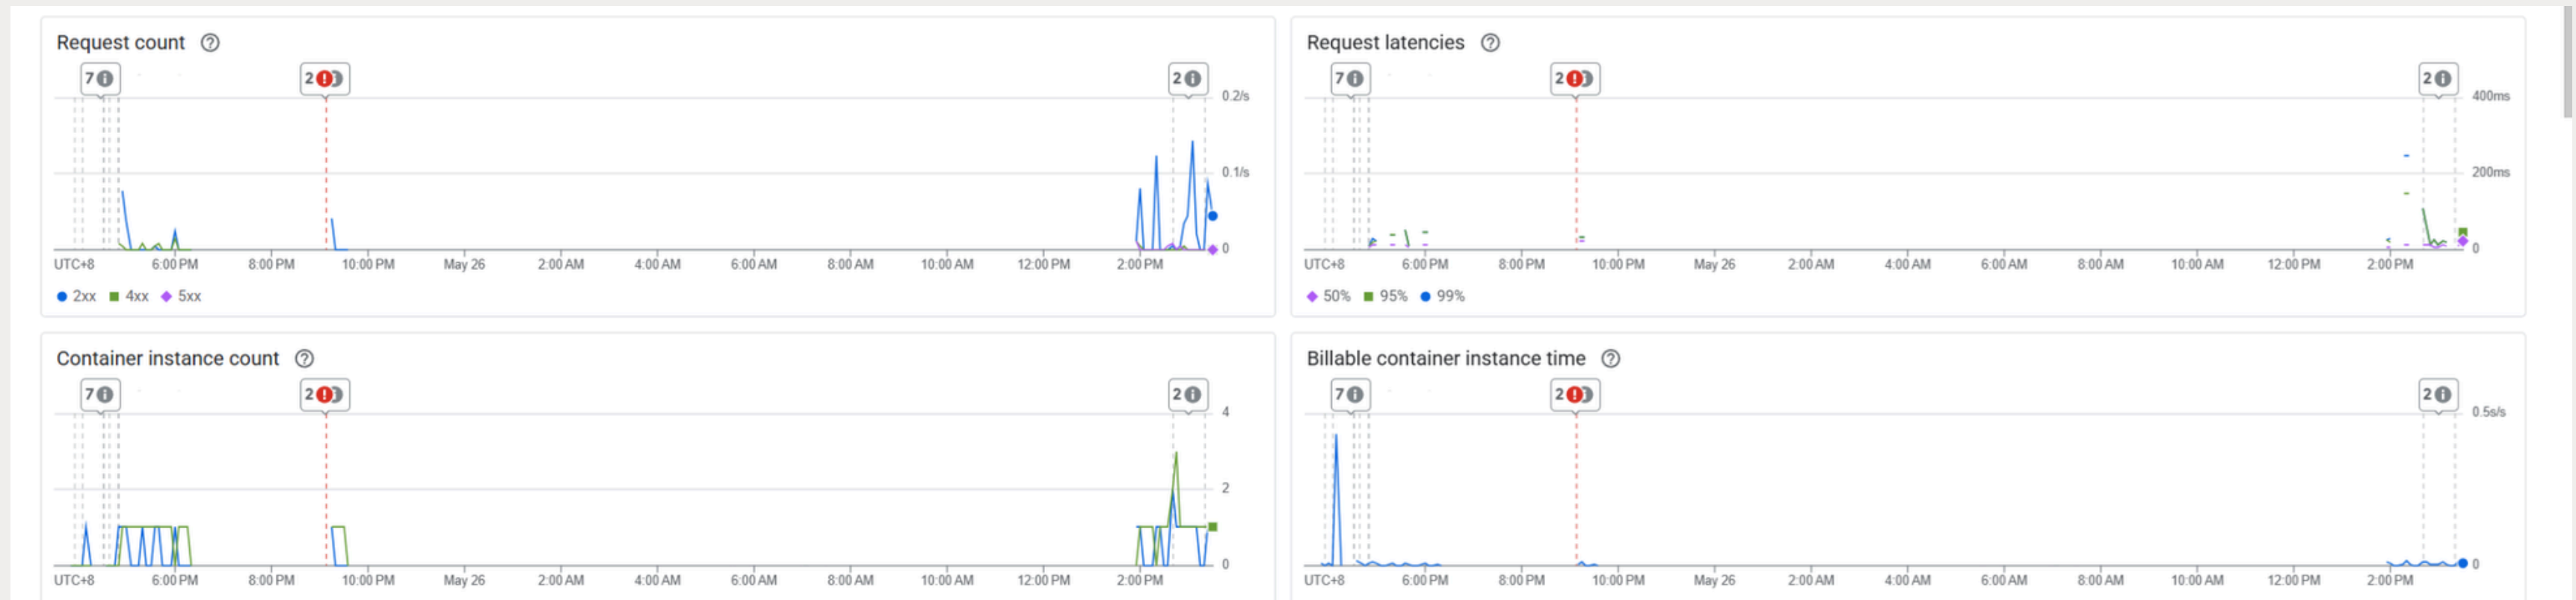 Request count
7
2
2
0.2/s
0.1/s
0
UTC+8 6:00 PM 8:00 PM 10:00 PM May 26 2:00 AM 4:00 AM 6:00 AM 8:00 AM 10:00 AM 12:00 PM 2:00 PM
2xx 4xx 5xx
Request latencies
7
2
2
400ms
200ms
0
UTC+8 6:00 PM 8:00 PM 10:00 PM May 26 2:00 AM 4:00 AM 6:00 AM 8:00 AM 10:00 AM 12:00 PM 2:00 PM
50% 95% 99%
Container instance count
7
2
2
4
2
0
UTC+8 6:00 PM 8:00 PM 10:00 PM May 26 2:00 AM 4:00 AM 6:00 AM 8:00 AM 10:00 AM 12:00 PM 2:00 PM
Billable container instance time
7
2
2
0.5s/s
0
UTC+8 6:00 PM 8:00 PM 10:00 PM May 26 2:00 AM 4:00 AM 6:00 AM 8:00 AM 10:00 AM 12:00 PM 2:00 PM